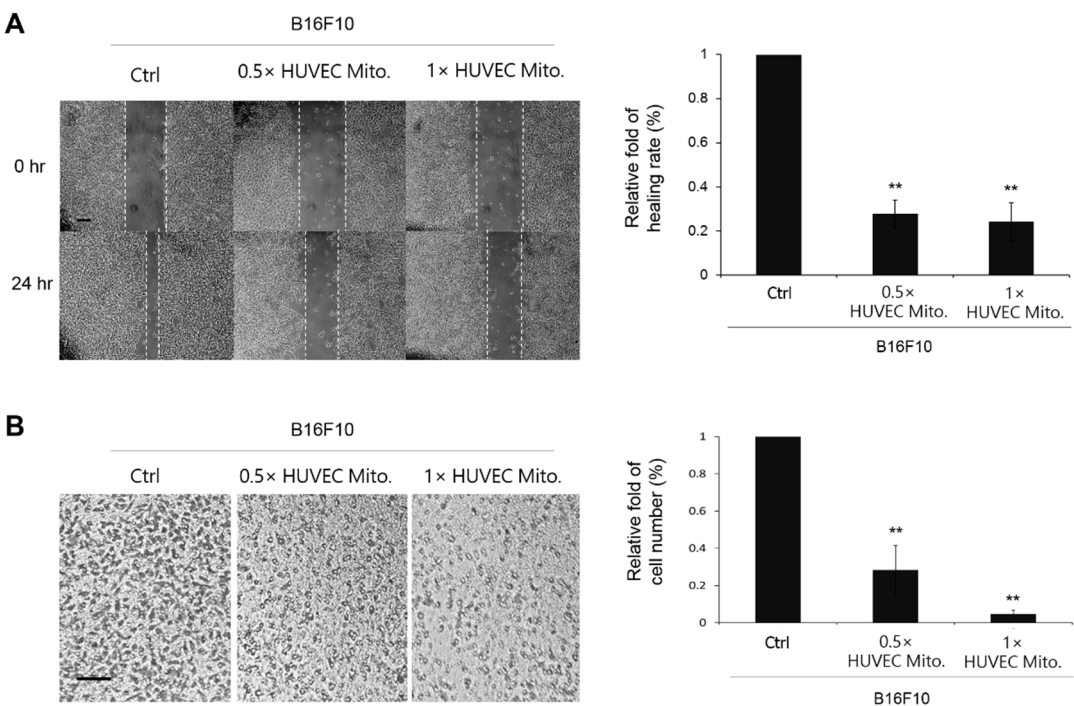 A
B16F10
Ctrl
0.5× HUVEC Mito.
1× HUVEC Mito.
0 hr
24 hr
Relative fold of
healing rate (%)
1
0.8
0.6
0.4
0.2
0
**
**
Ctrl
0.5×
HUVEC Mito.
1×
HUVEC Mito.
B16F10
B
B16F10
Ctrl
0.5× HUVEC Mito.
1× HUVEC Mito.
Relative fold of
cell number (%)
1
0.8
0.6
0.4
0.2
0
**
**
Ctrl
0.5×
HUVEC Mito.
1×
HUVEC Mito.
B16F10